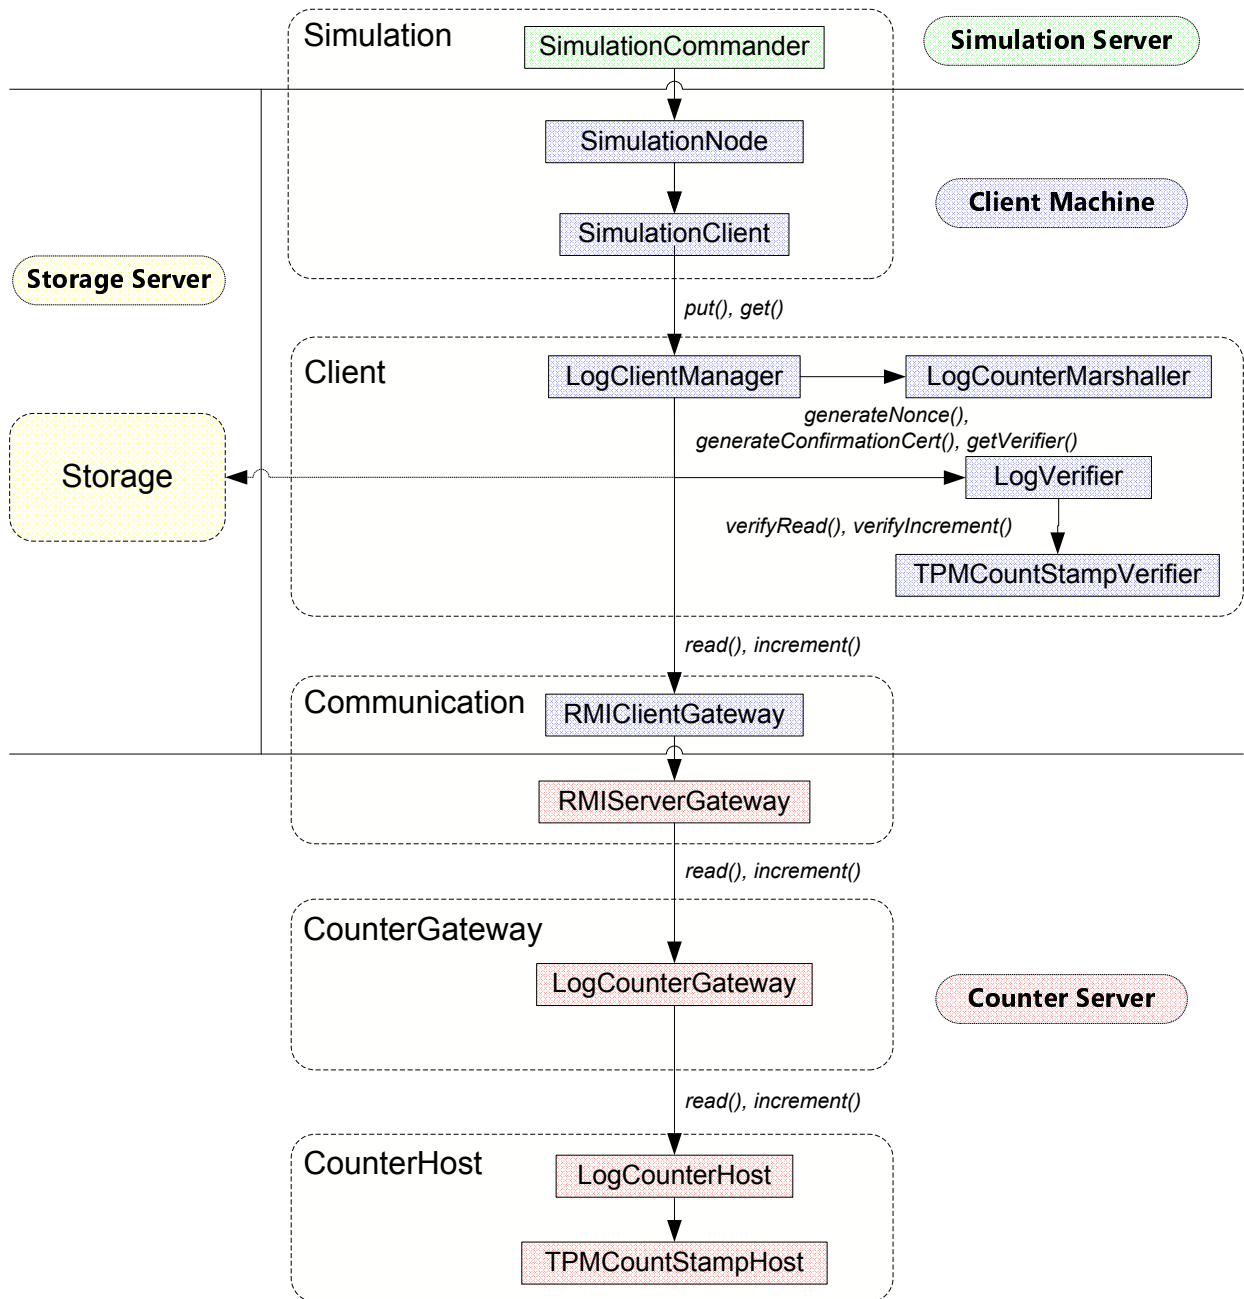 Simulation
SimulationCommander
Simulation Server
SimulationNode
Client Machine
SimulationClient
Storage Server
put(), get()
Client
LogClientManager
LogCounterMarshaller
generateNonce(),
generateConfirmationCert(), getVerifier()
Storage
LogVerifier
verifyRead(), verifyIncrement()
TPMCountStampVerifier
read(), increment()
Communication
RMIClientGateway
RMIServerGateway
read(), increment()
CounterGateway
LogCounterGateway
Counter Server
read(), increment()
CounterHost
LogCounterHost
TPMCountStampHost